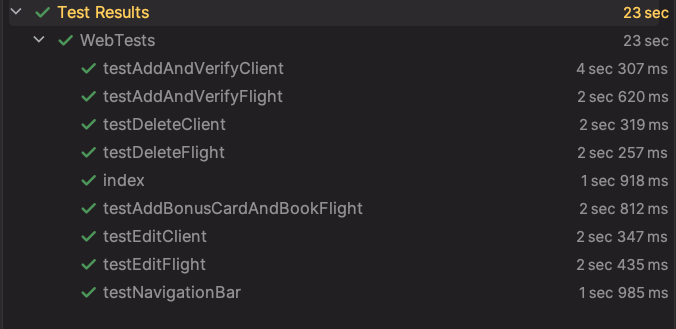 Test Results 23 sec
WebTests 23 sec
testAddAndVerifyClient 4 sec 307 ms
testAddAndVerifyFlight 2 sec 620 ms
testDeleteClient 2 sec 319 ms
testDeleteFlight 2 sec 257 ms
index 1 sec 918 ms
testAddBonusCardAndBookFlight 2 sec 812 ms
testEditClient 2 sec 347 ms
testEditFlight 2 sec 435 ms
testNavigationBar 1 sec 985 ms